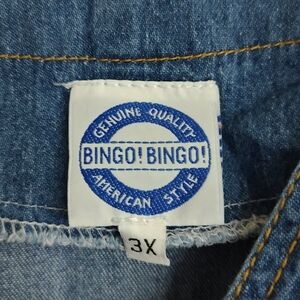 GENUINE QUALITY
BINGO! BINGO!
AMERICAN STYLE
3X